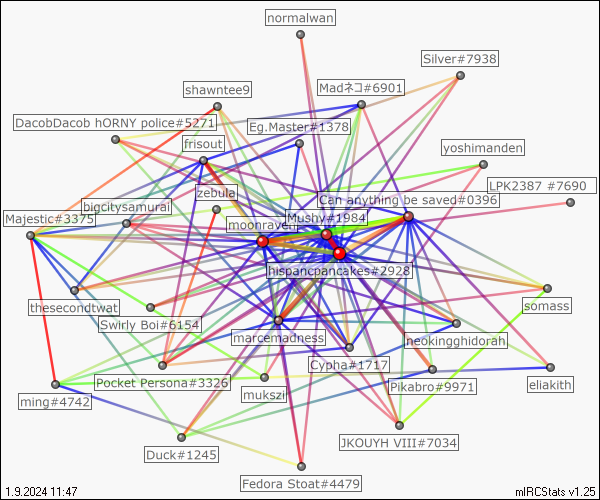 normalwan
Silver#7938
shawntee9
Madネコ#6901
DacobDacob hORNY police#5271
Eg.Master#1378
frisout
yoshimanden
zebula
LPK2387 #7690
Can anything be saved#0396
bigcitysamurai
Majestic#3375
moonraven
Mushy#1984
hispancpancakes#2928
thesecondtwat
somass
Swirly Boi#6154
marcemadness
neokingghidorah
Cypha#1717
Pocket Persona#3326
Pikabro#9971
eliakith
mukszii
ming#4742
JKOUYH VIII#7034
Duck#1245
Fedora Stoat#4479
1.9.2024 11:47
mIRCStats v1.25